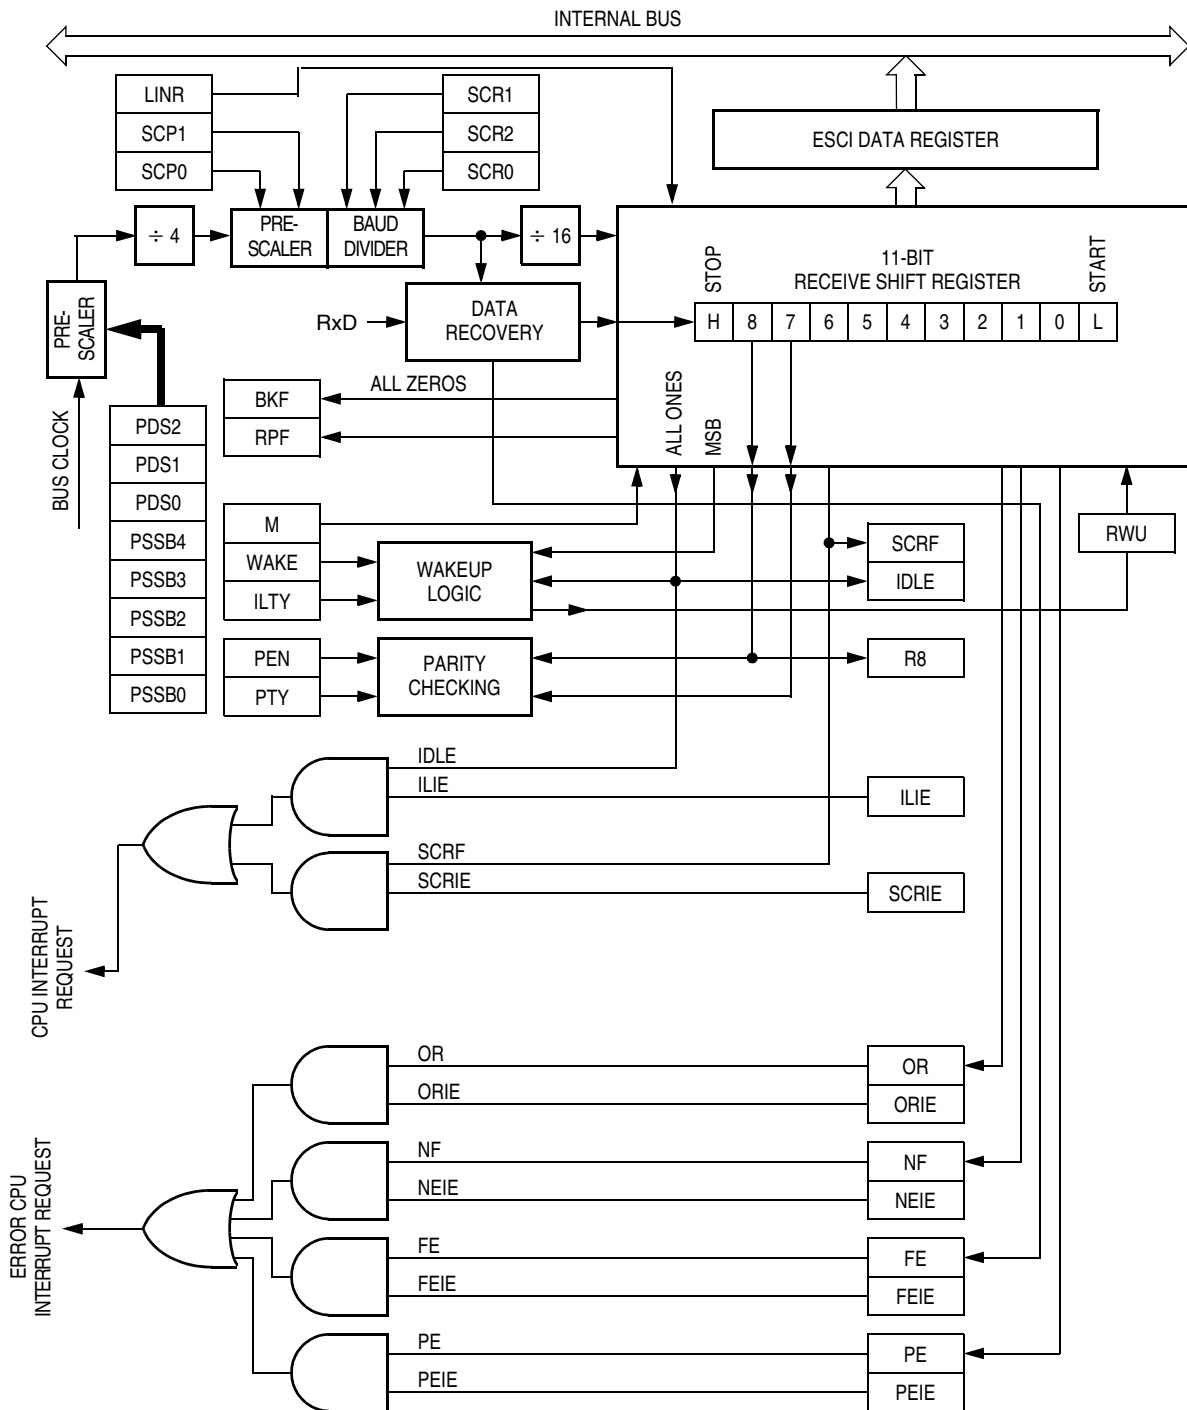 INTERNAL BUS
LINR
SCP1
SCP0
SCR1
SCR2
SCR0
ESCI DATA REGISTER
÷ 4
PRE-
SCALER
BAUD
DIVIDER
÷ 16
PRE-
SCALER
BUS CLOCK
RxD
DATA
RECOVERY
STOP
11-BIT
RECEIVE SHIFT REGISTER
START
H 8 7 6 5 4 3 2 1 0 L
ALL ZEROS
ALL ONES
MSB
BKF
RPF
PDS2
PDS1
PDS0
PSSB4
PSSB3
PSSB2
PSSB1
PSSB0
M
WAKE
ILTY
WAKEUP
LOGIC
PEN
PTY
PARITY
CHECKING
SCRF
IDLE
RWU
R8
IDLE
ILIE
ILIE
SCRF
SCRIE
SCRIE
CPU INTERRUPT
REQUEST
OR
ORIE
OR
ORIE
NF
NEIE
NF
NEIE
FE
FEIE
FE
FEIE
PE
PEIE
PE
PEIE
ERROR CPU
INTERRUPT REQUEST